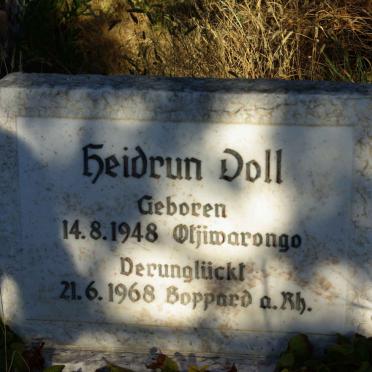 Heidrun Doll
Geboren
14.8.1948 Otjiwarongo
Verunglückt
21.6.1968 Boppard a.Rh.